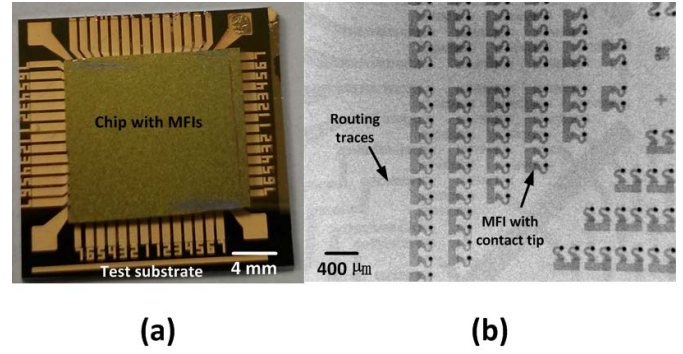 Chip with MFIs
Test substrate
4 mm
Routing
traces
MFI with
contact tip
400 μm
(a)
(b)